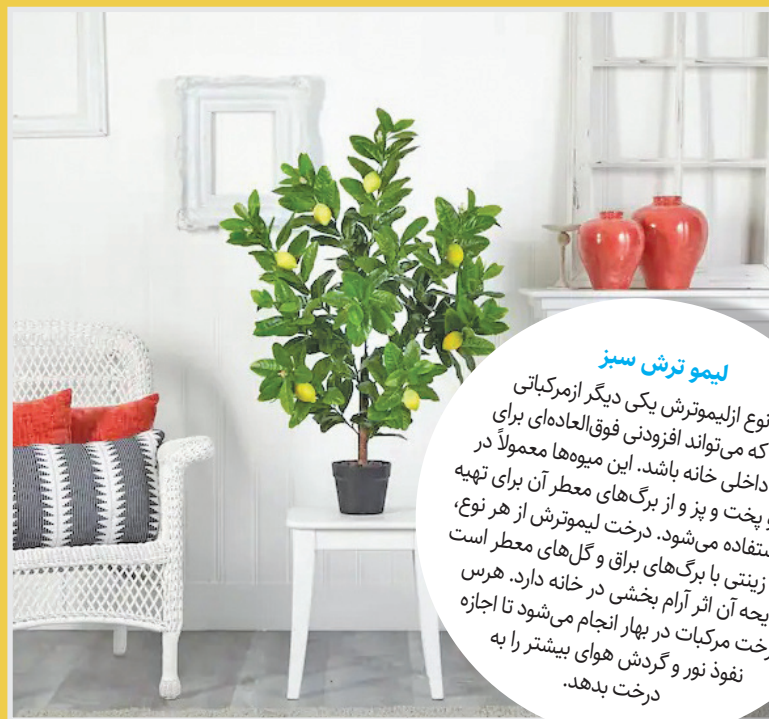 لیمو ترش سبز
نوع ازلیموترش یکی دیگر ازمرکباتی
که می‌تواند افزودنی فوق‌العاده‌ای برای
داخلی خانه باشد. این میوه‌ها معمولاً در
پخت و پز و از برگ‌های معطر آن برای تهیه
ستفاده می‌شود. درخت لیموترش از هر نوع،
زینتی با برگ‌های براق و گل‌های معطر است
یحه آن اثر آرام بخشی در خانه دارد. هرس
رخت مرکبات در بهار انجام می‌شود تا اجازه
نفوذ نور و گردش هوای بیشتر را به
درخت بدهد.